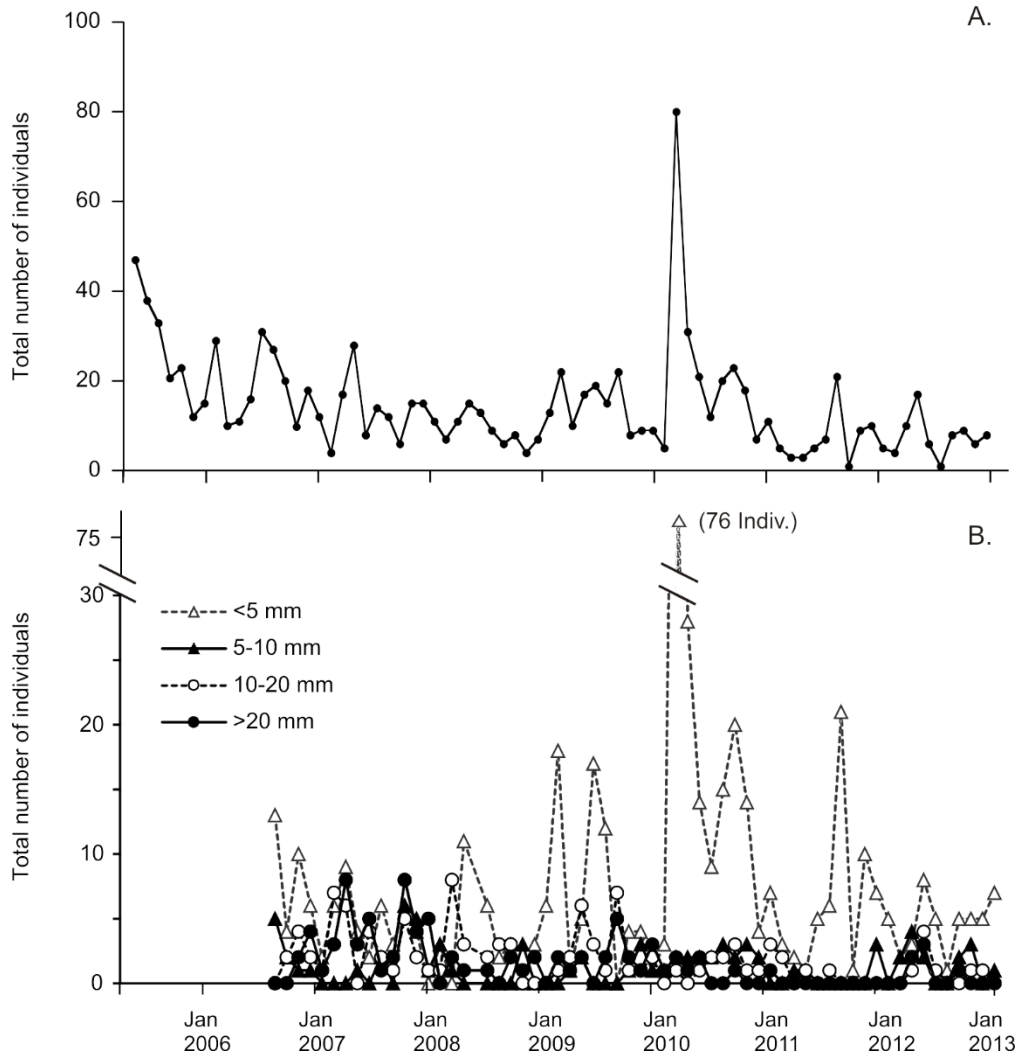 A.
Total number of individuals
100
80
60
40
20
0
B.
Total number of individuals
75
30
20
10
0
(76 Indiv.)
<5 mm
5-10 mm
10-20 mm
>20 mm
Jan
2006
Jan
2007
Jan
2008
Jan
2009
Jan
2010
Jan
2011
Jan
2012
Jan
2013